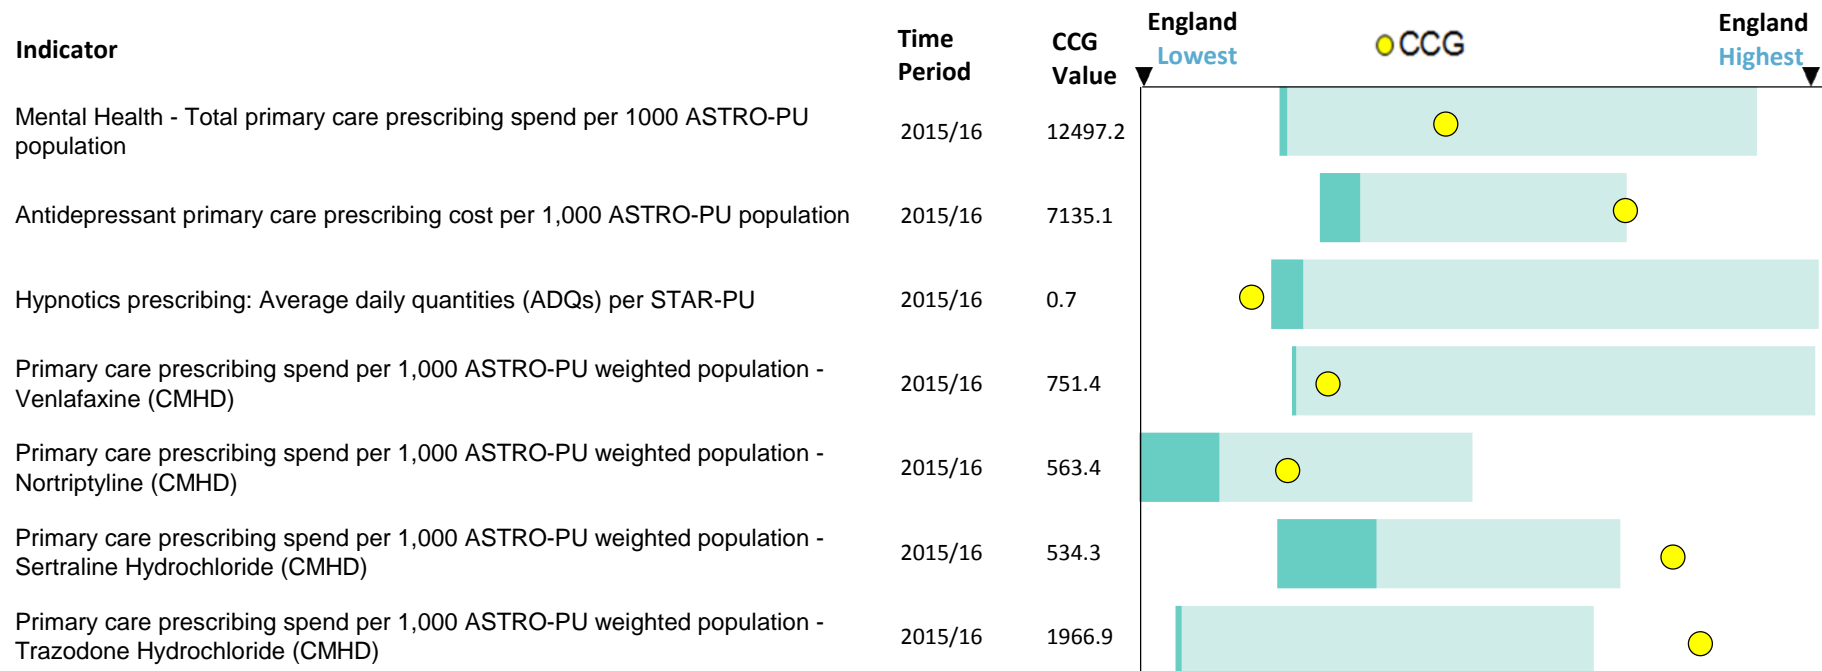 Indicator
Time
Period
CCG
Value
England
Lowest
CCG
England
Highest
Mental Health - Total primary care prescribing spend per 1000 ASTRO-PU
population
2015/16
12497.2
Antidepressant primary care prescribing cost per 1,000 ASTRO-PU population
2015/16
7135.1
Hypnotics prescribing: Average daily quantities (ADQs) per STAR-PU
2015/16
0.7
Primary care prescribing spend per 1,000 ASTRO-PU weighted population -
Venlafaxine (CMHD)
2015/16
751.4
Primary care prescribing spend per 1,000 ASTRO-PU weighted population -
Nortriptyline (CMHD)
2015/16
563.4
Primary care prescribing spend per 1,000 ASTRO-PU weighted population -
Sertraline Hydrochloride (CMHD)
2015/16
534.3
Primary care prescribing spend per 1,000 ASTRO-PU weighted population -
Trazodone Hydrochloride (CMHD)
2015/16
1966.9